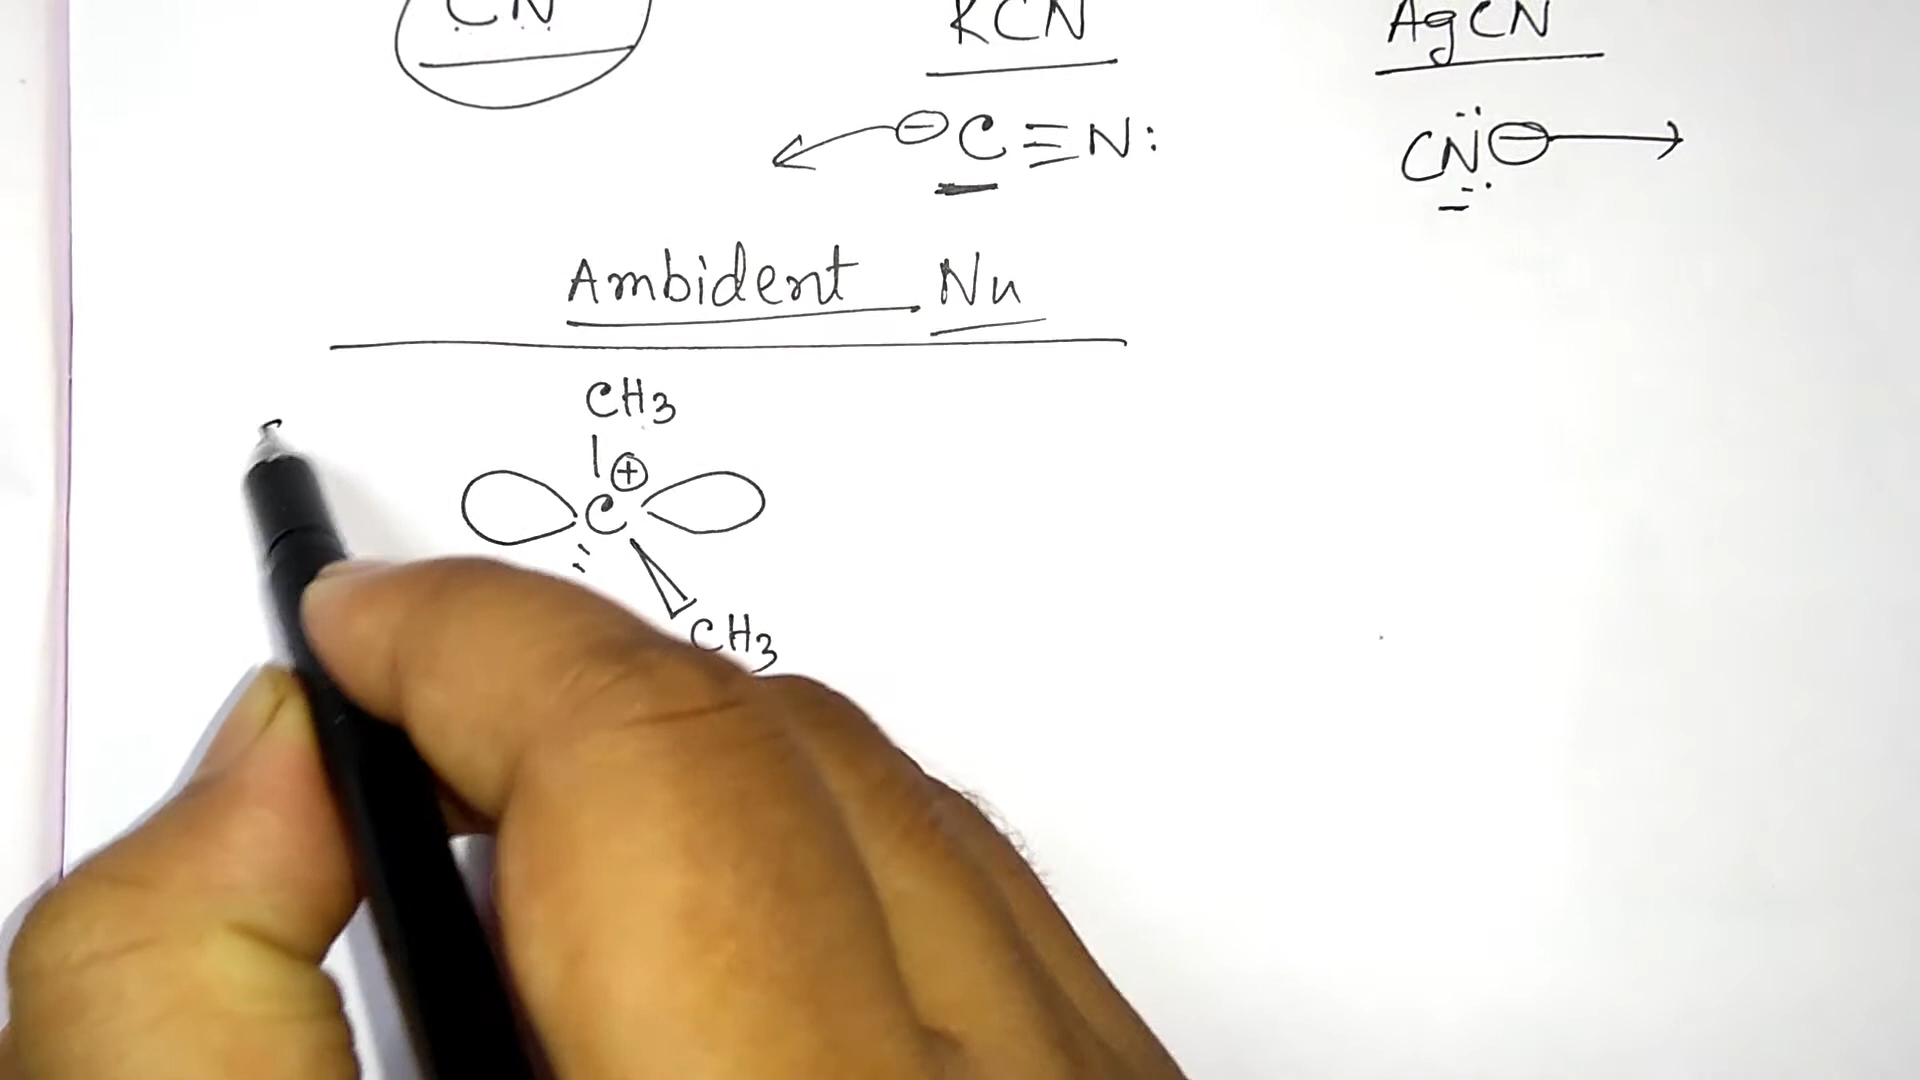 CN KCN AgCN
⊖C≡N: CN̈⊖
Ambident Nu
CH3
⊕
C
CH3